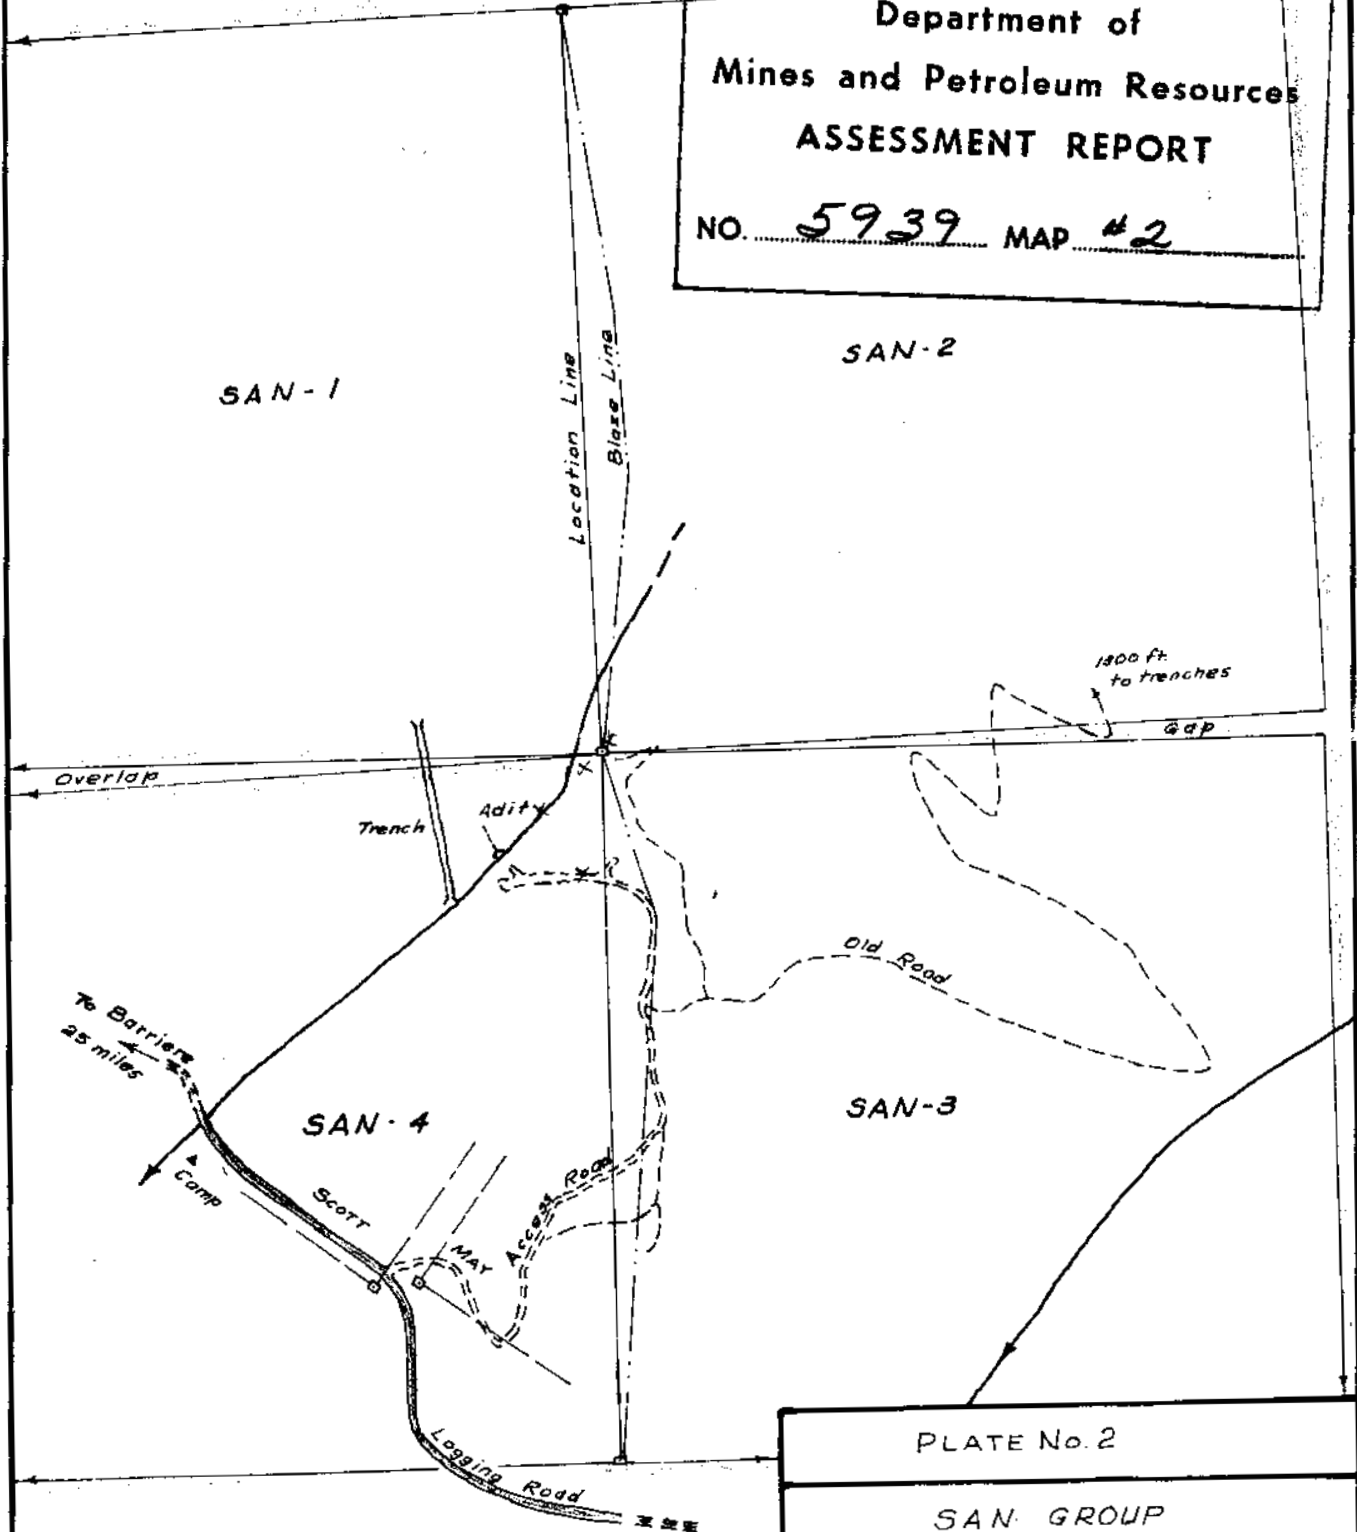 Department of
Mines and Petroleum Resources
ASSESSMENT REPORT
NO. 5939 MAP #2
SAN-1
SAN-2
Location Line
Blaze Line
1800 ft.
to trenches
Gap
Overlap
Trench
Adit
Old Road
To Barriere
25 miles
SAN-4
SAN-3
Camp
Scott
MAY
Access Road
Logging Road
PLATE No. 2
SAN GROUP